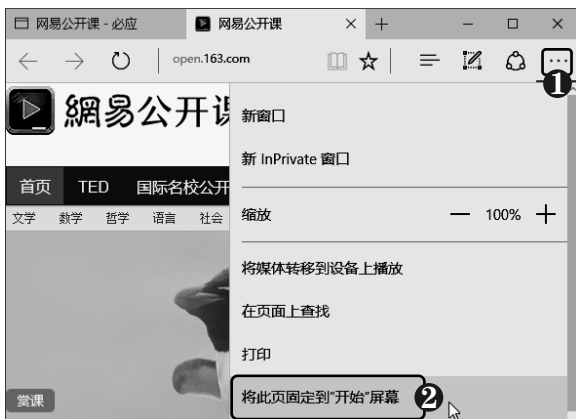 网易公开课 - 必应
网易公开课
open.163.com
1
網易公开
新窗口
新 InPrivate 窗口
首页 TED 国际名校公开
文学 数学 哲学 语言 社会
缩放 100%
将媒体转移到设备上播放
在页面上查找
打印
赏课
将此页固定到"开始"屏幕 2